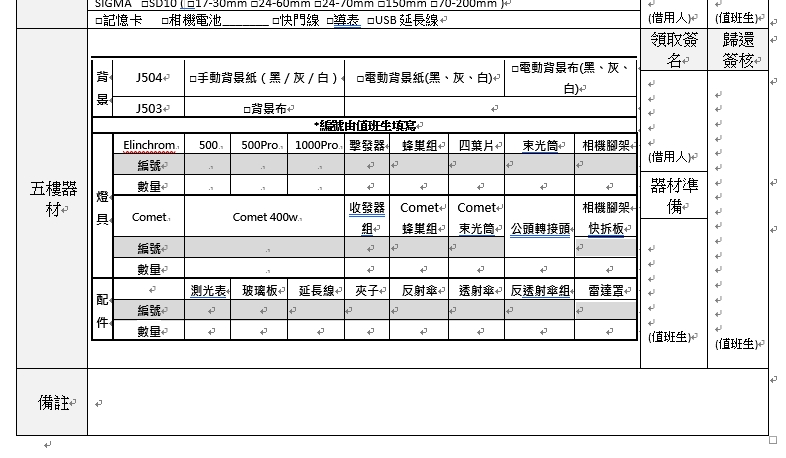 SIGMA □SD10 ( □17-30mm □24-60mm □24-70mm □150mm □70-200mm )
□記憶卡 □相機電池 □快門線 □導表 □USB 延長線
(借用人) (值班生)
五樓器材
領取簽名
歸還簽核
背景
J504 □手動背景紙 ( 黑 / 灰 / 白 ) □電動背景紙(黑、灰、白) □電動背景布(黑、灰、白)
J503 □背景布
*編號由值班生填寫
燈具
Elinchrom 500 500Pro 1000Pro 擊發器 蜂巢組 四葉片 束光筒 相機腳架
編號
數量
(借用人)
器材準備
Comet Comet 400w 收發器組 Comet 蜂巢組 Comet 束光筒 公頭轉接頭 相機腳架快拆板
編號
數量
配件
測光表 玻璃板 延長線 夾子 反射傘 透射傘 反透射傘組 雷達罩
編號
數量
(值班生) (值班生)
備註